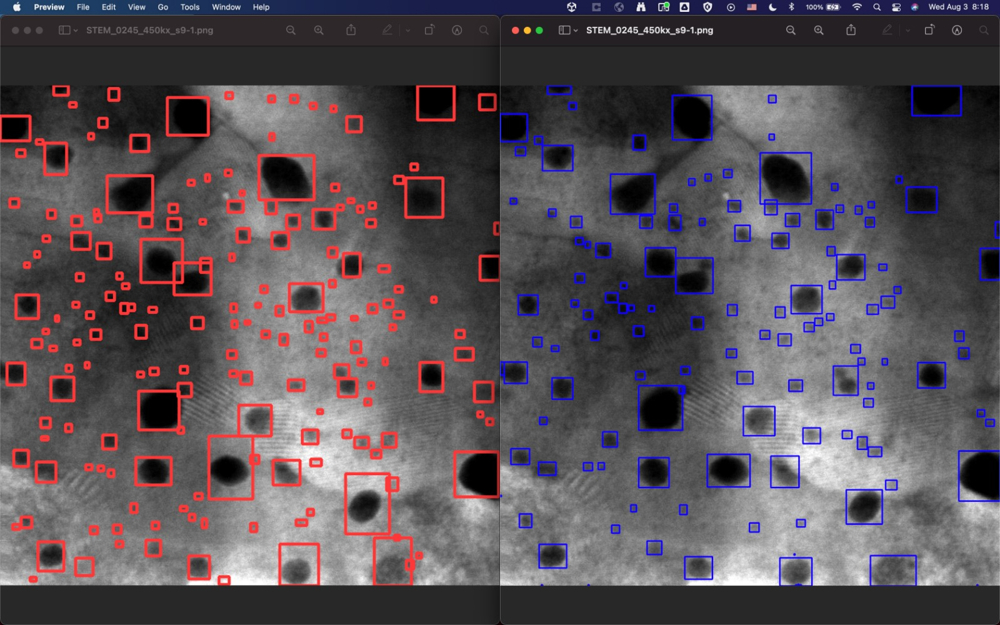 Preview File Edit View Go Tools Window Help 100% Wed Aug 3 8:18
STEM_0245_450kx_s9-1.png
STEM_0245_450kx_s9-1.png